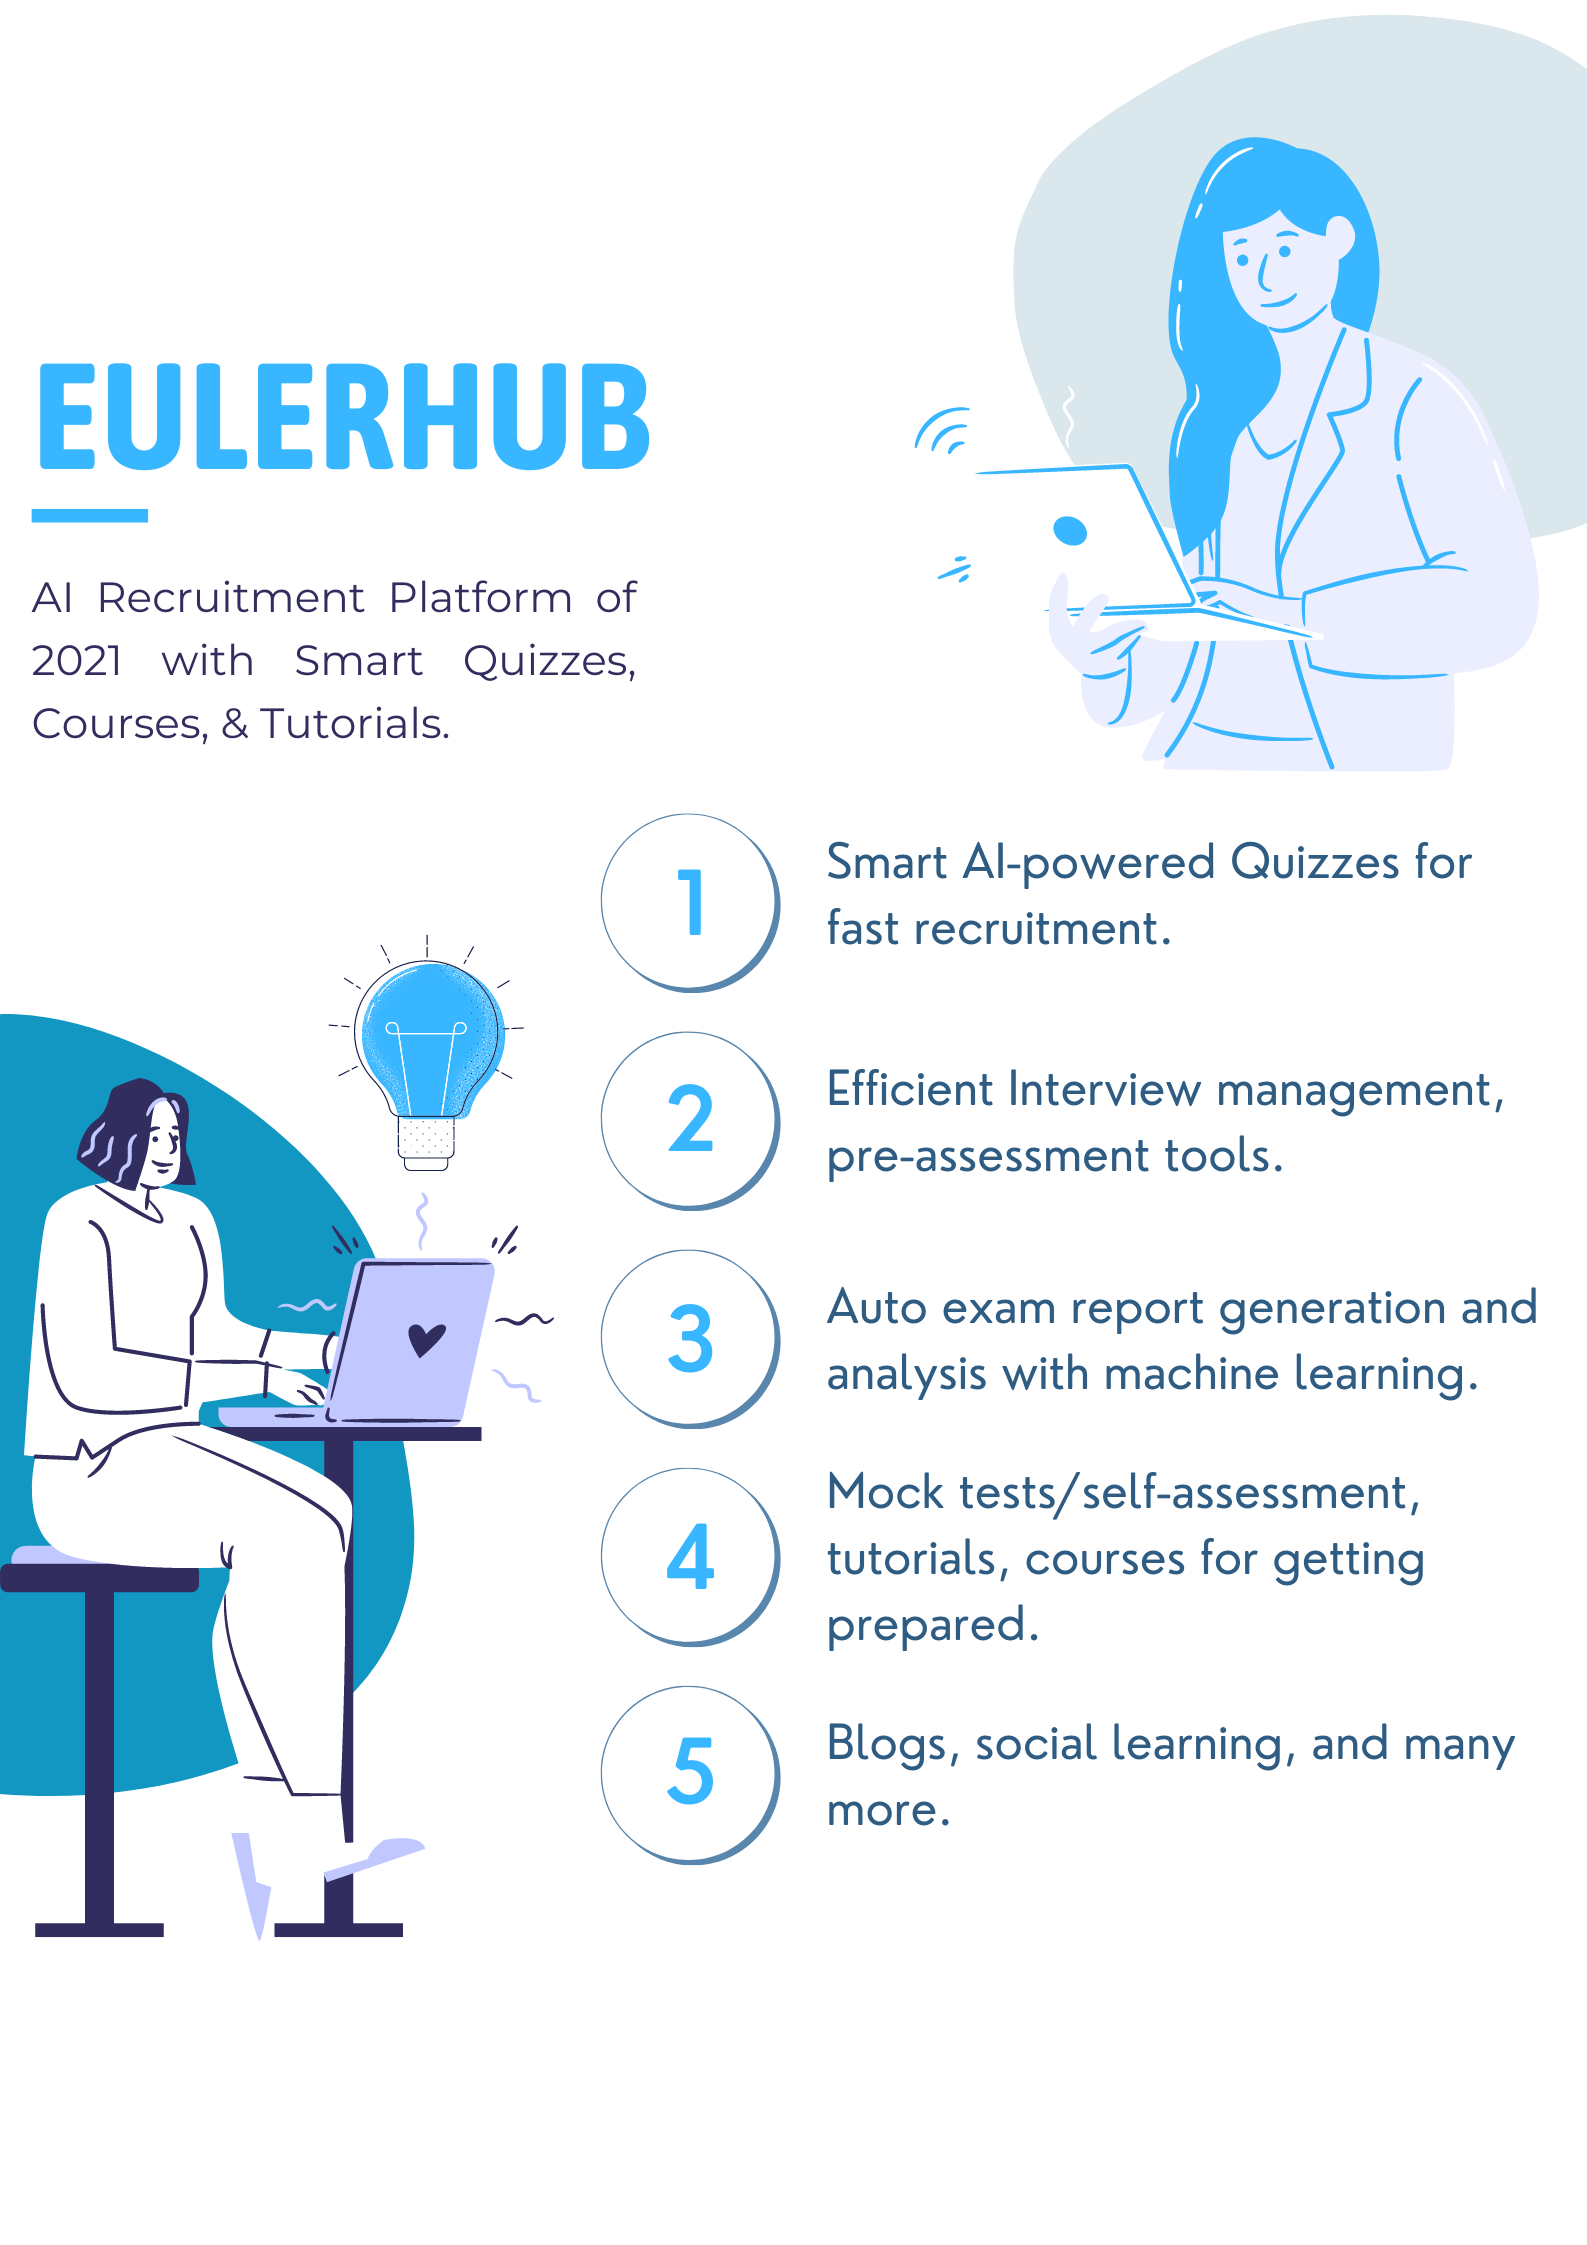 EULERHUB
AI Recruitment Platform of
2021 with Smart Quizzes,
Courses, & Tutorials.
1
Smart AI-powered Quizzes for
fast recruitment.
2
Efficient Interview management,
pre-assessment tools.
3
Auto exam report generation and
analysis with machine learning.
4
Mock tests/self-assessment,
tutorials, courses for getting
prepared.
5
Blogs, social learning, and many
more.